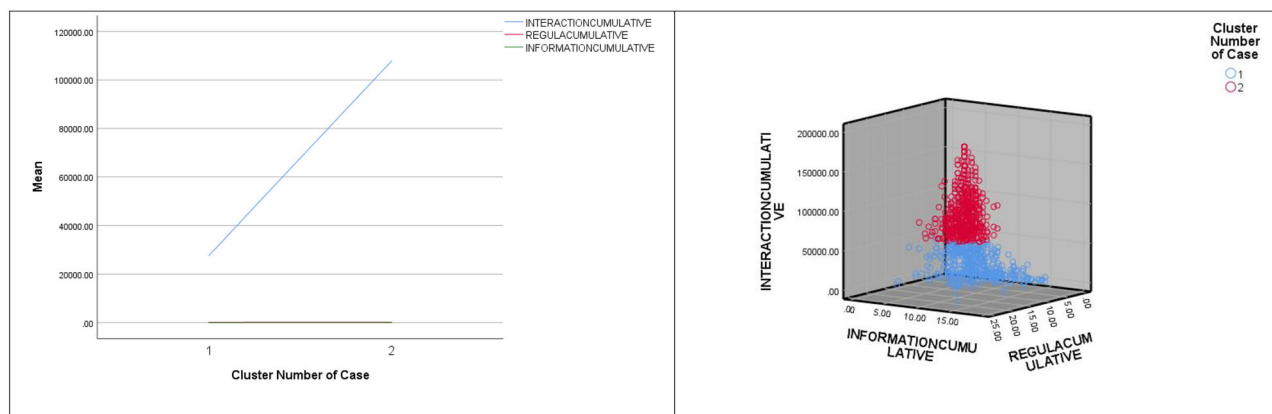 INTERACTIONCUMULATIVE
REGULACUMULATIVE
INFORMATIONCUMULATIVE
120000.00
100000.00
80000.00
60000.00
40000.00
20000.00
.00
Mean
1
2
Cluster Number of Case
Cluster
Number
of Case
1
2
200000.00
150000.00
100000.00
50000.00
.00
INTERACTIONCUMULATI
VE
.00
5.00
10.00
15.00
INFORMATIONCUMU
LATIVE
25.00
20.00
15.00
10.00
5.00
.00
REGULACUM
ULATIVE